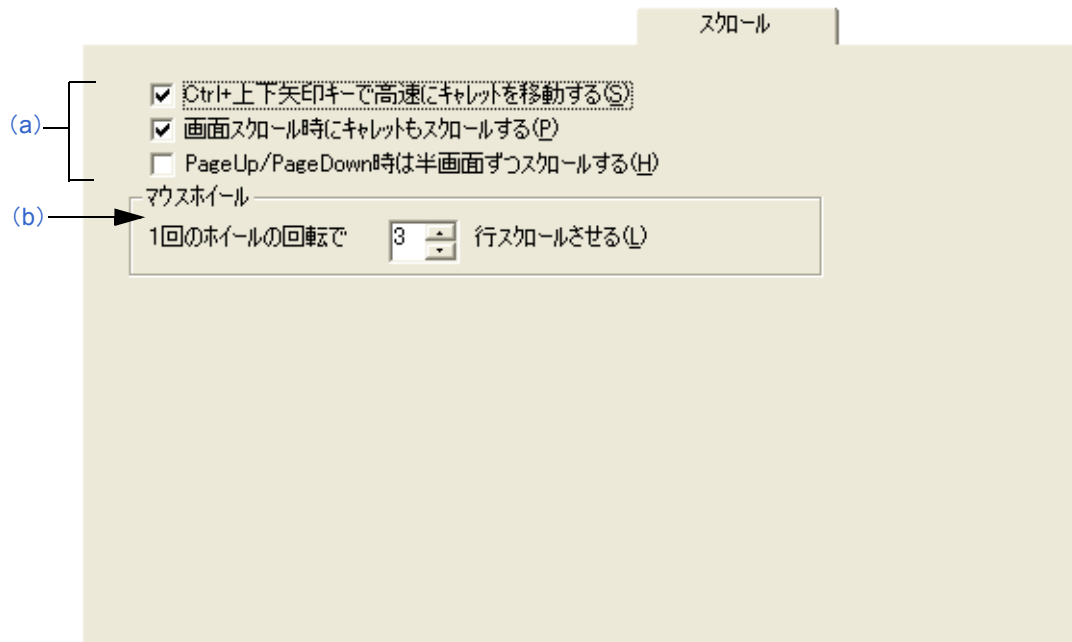 スクロール
(a)
Ctrl+上下矢印キーで高速にキャレットを移動する(S)
画面スクロール時にキャレットもスクロールする(P)
PageUp/PageDown時は半画面ずつスクロールする(H)
(b)
マウスホイール
1回のホイールの回転で 3 行スクロールさせる(L)